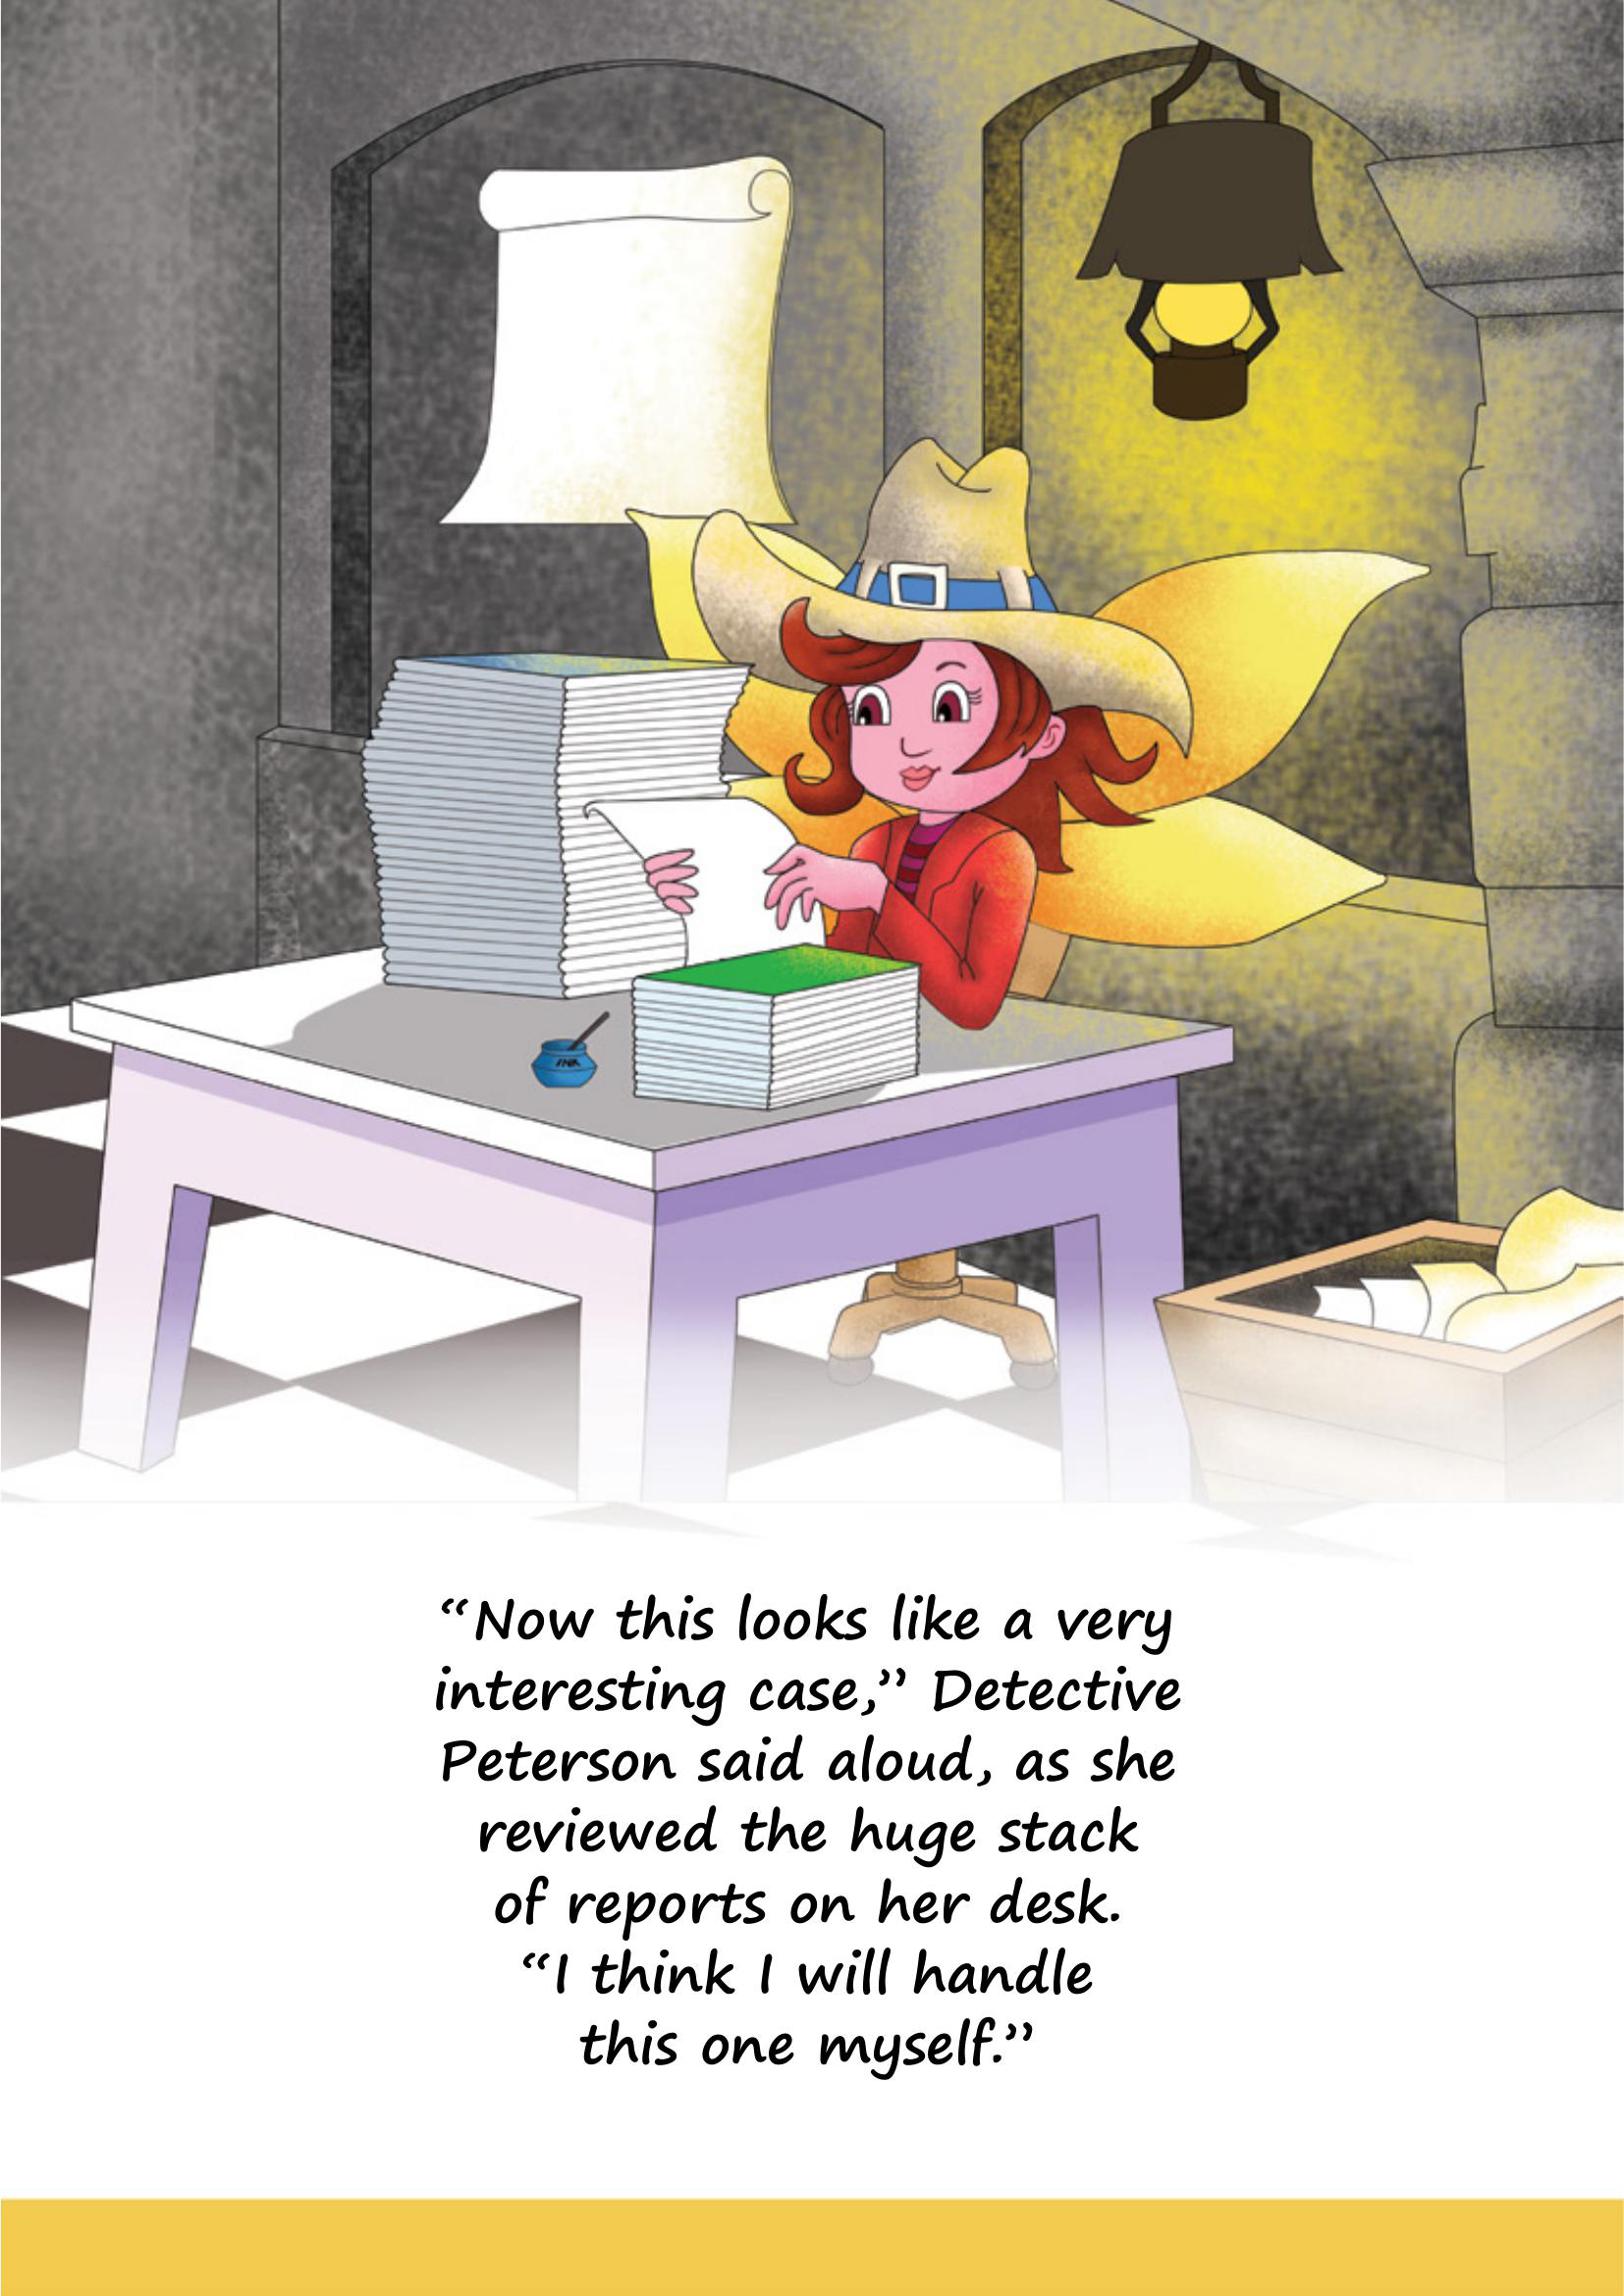 INK
“Now this looks like a very
interesting case,” Detective
Peterson said aloud, as she
reviewed the huge stack
of reports on her desk.
“I think I will handle
this one myself.”